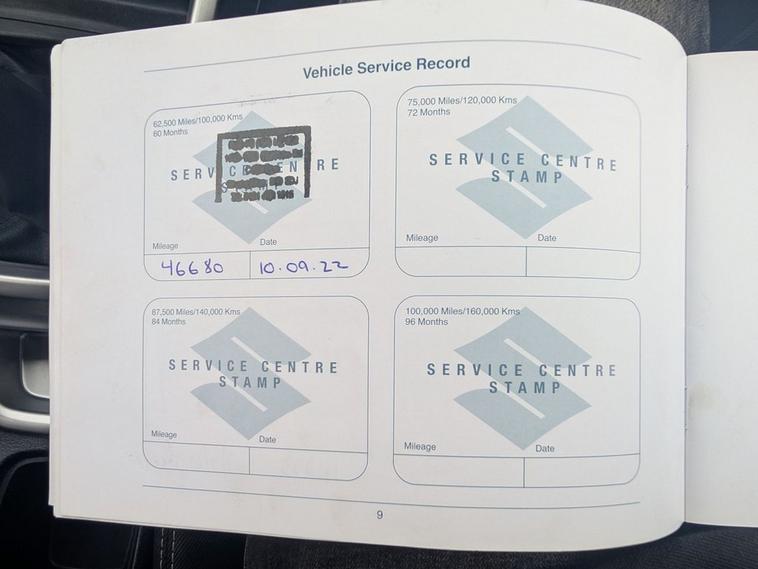 Vehicle Service Record
62,500 Miles/100,000 Kms
60 Months
SERVICE CENTRE
Mileage Date
46680 10.09.22
75,000 Miles/120,000 Kms
72 Months
SERVICE CENTRE
STAMP
Mileage Date
87,500 Miles/140,000 Kms
84 Months
SERVICE CENTRE
STAMP
Mileage Date
100,000 Miles/160,000 Kms
96 Months
SERVICE CENTRE
STAMP
Mileage Date
9